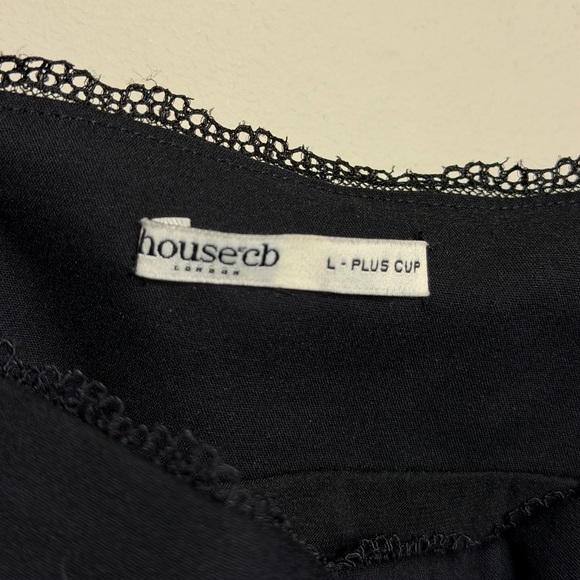 house of cb
LONDON
L - PLUS CUP